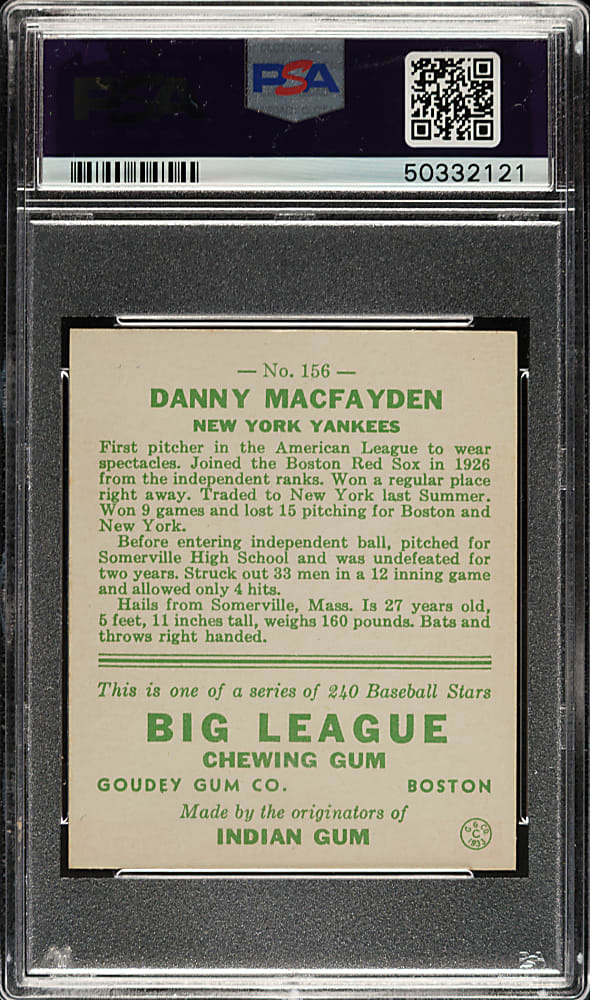 PSA
50332121
— No. 156 —
DANNY MACFAYDEN
NEW YORK YANKEES
First pitcher in the American League to wear
spectacles. Joined the Boston Red Sox in 1926
from the independent ranks. Won a regular place
right away. Traded to New York last Summer.
Won 9 games and lost 15 pitching for Boston and
New York.
Before entering independent ball, pitched for
Somerville High School and was undefeated for
two years. Struck out 33 men in a 12 inning game
and allowed only 4 hits.
Hails from Somerville, Mass. Is 27 years old,
5 feet, 11 inches tall, weighs 160 pounds. Bats and
throws right handed.
This is one of a series of 240 Baseball Stars
BIG LEAGUE
CHEWING GUM
GOUDEY GUM CO. BOSTON
Made by the originators of
INDIAN GUM
G. G. CO.
C
1933